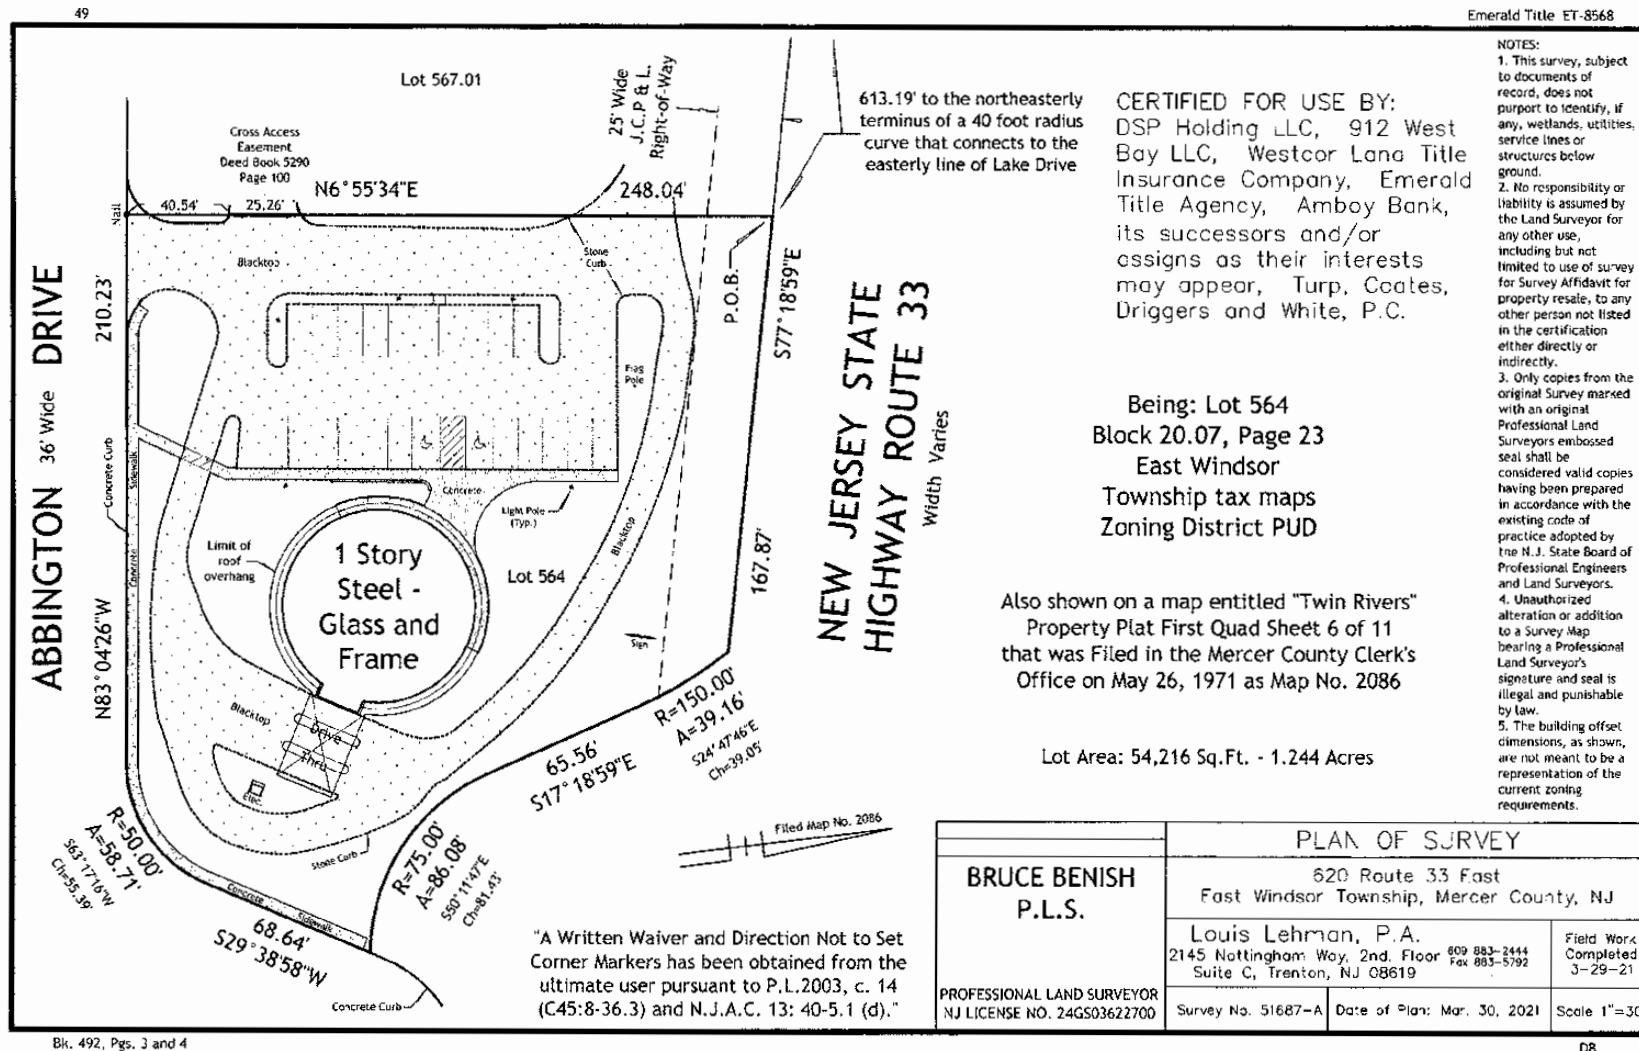 49
Emerald Title ET-8568
Lot 567.01
25' Wide
J.C.P & L.
Right-of-Way
613.19' to the northeasterly
terminus of a 40 foot radius
curve that connects to the
easterly line of Lake Drive
Cross Access
Easement
Deed Book 5290
Page 100
N6°55'34"E
248.04'
Nail
40.54'
25.26'
Blacktop
Stone
Curb
P.O.B.
S77°18'59"E
210.23'
ABBINGTON 36' Wide DRIVE
Flag
Pole
Concrete Curb
Sidewalk
Concrete
Concrete
Light Pole
(Typ.)
Blacktop
Limit of
roof
overhang
1 Story
Steel -
Glass and
Frame
Lot 564
167.87'
NEW JERSEY STATE
HIGHWAY ROUTE 33
Width Varies
N83°04'26"W
Sign
Blacktop
Drive
Thru
Elec.
R=150.00'
A=39.16'
S24°47'46"E
Ch=39.05'
65.56'
S17°18'59"E
R=50.00'
A=58.71'
S63°17'16"W
Ch=55.39'
Stone Curb
R=75.00'
A=86.08'
S50°11'47"E
Ch=81.43'
Concrete
Sidewalk
68.64'
S29°38'58"W
Concrete Curb
Filed Map No. 2086
"A Written Waiver and Direction Not to Set
Corner Markers has been obtained from the
ultimate user pursuant to P.L.2003, c. 14
(C45:8-36.3) and N.J.A.C. 13: 40-5.1 (d)."
CERTIFIED FOR USE BY:
DSP Holding LLC, 912 West
Bay LLC, Westcor Land Title
Insurance Company, Emerald
Title Agency, Amboy Bank,
its successors and/or
assigns as their interests
may appear, Turp, Coates,
Driggers and White, P.C.
Being: Lot 564
Block 20.07, Page 23
East Windsor
Township tax maps
Zoning District PUD
Also shown on a map entitled "Twin Rivers"
Property Plat First Quad Sheet 6 of 11
that was Filed in the Mercer County Clerk's
Office on May 26, 1971 as Map No. 2086
Lot Area: 54,216 Sq.Ft. - 1.244 Acres
NOTES:
1. This survey, subject
to documents of
record, does not
purport to identify, if
any, wetlands, utilities,
service lines or
structures below
ground.
2. No responsibility or
liability is assumed by
the Land Surveyor for
any other use,
including but not
limited to use of survey
for Survey Affidavit for
property resale, to any
other person not listed
in the certification
either directly or
indirectly.
3. Only copies from the
original Survey marked
with an original
Professional Land
Surveyors embossed
seal shall be
considered valid copies
having been prepared
in accordance with the
existing code of
practice adopted by
the N.J. State Board of
Professional Engineers
and Land Surveyors.
4. Unauthorized
alteration or addition
to a Survey Map
bearing a Professional
Land Surveyor's
signature and seal is
illegal and punishable
by law.
5. The building offset
dimensions, as shown,
are not meant to be a
representation of the
current zoning
requirements.
BRUCE BENISH
P.L.S.
PROFESSIONAL LAND SURVEYOR
NJ LICENSE NO. 24GS03622700
PLAN OF SURVEY
620 Route 33 East
East Windsor Township, Mercer County, NJ
Louis Lehman, P.A.
2145 Nottingham Way, 2nd. Floor
Suite C, Trenton, NJ 08619
609 883-2444
Fax 883-5792
Field Work
Completed
3-29-21
Survey No. 51687-A
Date of Plan: Mar. 30, 2021
Scale 1"=30
Bk. 492, Pgs. 3 and 4
DB